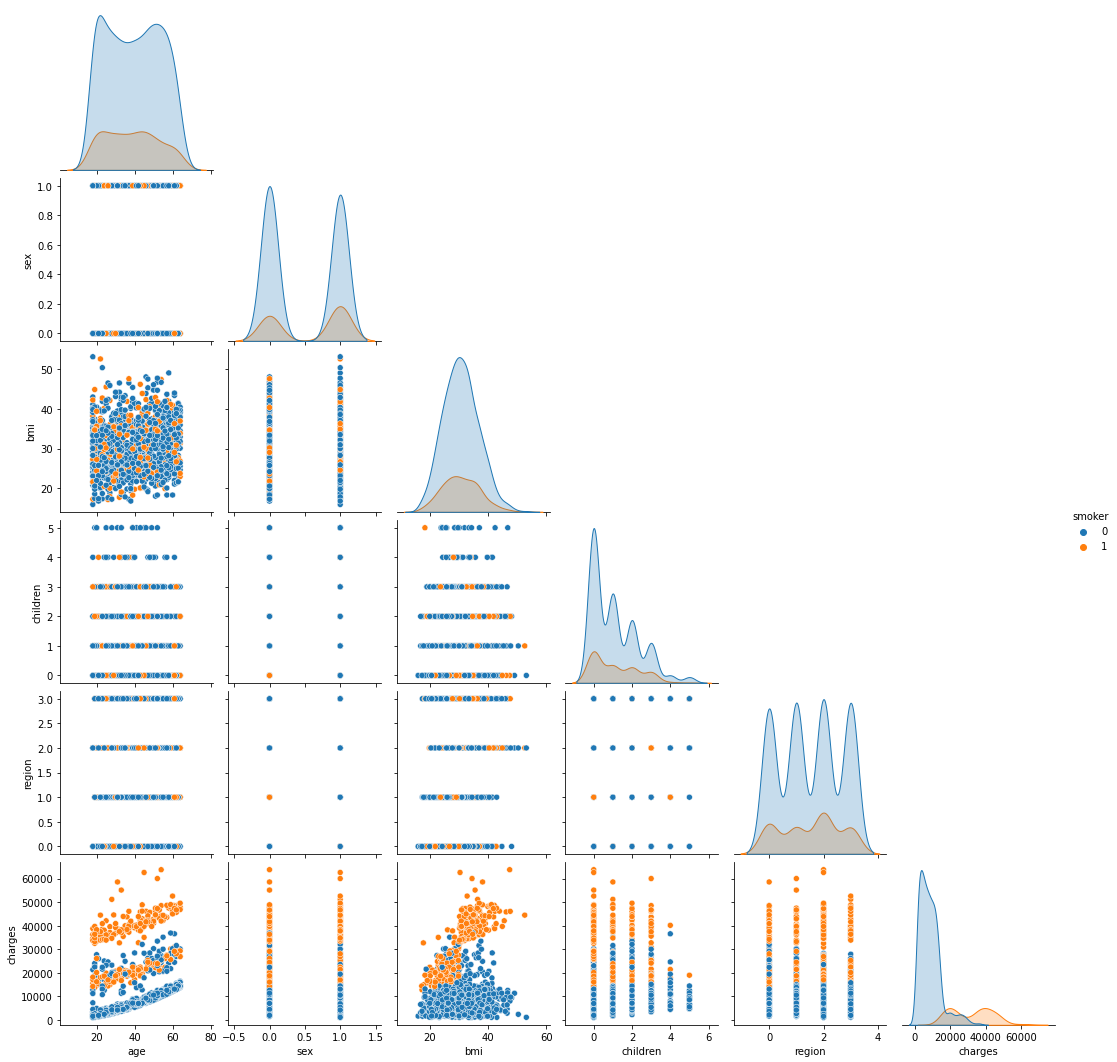 1.0
0.8
0.6
0.4
0.2
0.0
sex
50
40
30
20
bmi
5
4
3
2
1
0
children
smoker
0
1
3.0
2.5
2.0
1.5
1.0
0.5
0.0
region
60000
50000
40000
30000
20000
10000
0
charges
20 40 60 80
−0.5 0.0 0.5 1.0 1.5
20 40 60
0 2 4 6
0 2 4
0 20000 40000 60000
age sex bmi children region charges